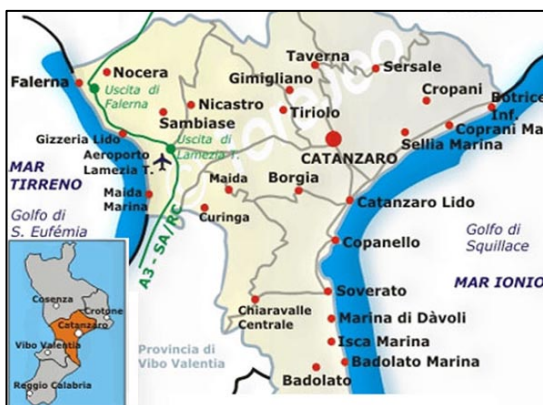 Taverna
Sersale
Nocera
Gimigliano
Falerna
Uscita di
Falerna
Nicastro
Cropani
Botrice
Inf.
Sambiase
Tiriolo
Gizzeria Lido
Uscita di
Lamezia T.
CATANZARO
Coprani Ma
Sellia Marina
Aeroporto
Lamezia T.
MAR
TIRRENO
Maida
Marina
Maida
Borgia
Curinga
Catanzaro Lido
Golfo di
S. Eufémia
Golfo di
Squillace
A3 - SA/RC
Copanello
MAR IONIO
Soverato
Chiaravalle
Centrale
Marina di Dàvoli
Isca Marina
Badolato Marina
Badolato
Provincia di
Vibo Valentia
Cosenza
Crotone
Catanzaro
Vibo Valentia
Reggio Calabria